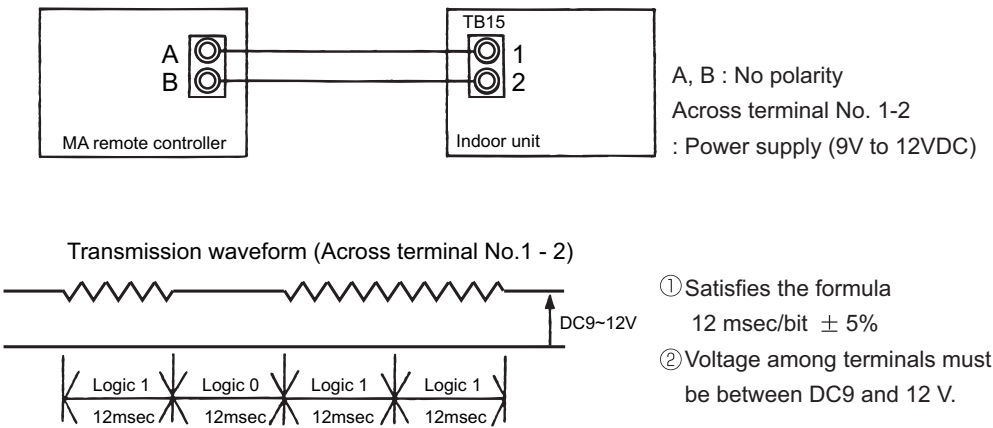 TB15
A
1
B
2
MA remote controller
Indoor unit
A, B : No polarity
Across terminal No. 1-2
: Power supply (9V to 12VDC)
Transmission waveform (Across terminal No.1 - 2)
DC9~12V
Logic 1 Logic 0 Logic 1 Logic 1
12msec 12msec 12msec 12msec
①Satisfies the formula
12 msec/bit ± 5%
②Voltage among terminals must
be between DC9 and 12 V.